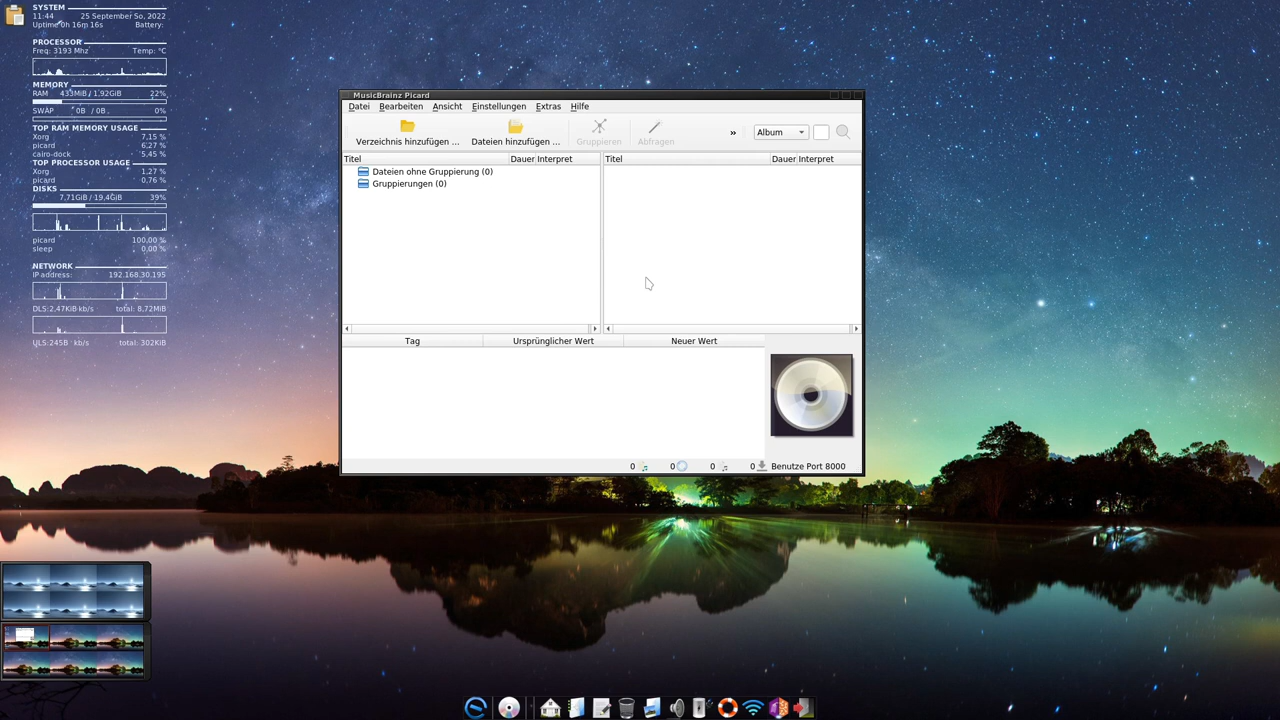 SYSTEM
11:44 25 September So, 2022
Uptime 0h 16m 16s Battery:
PROCESSOR
Freq: 3193 Mhz Temp: °C
MEMORY
RAM 433MiB / 1,92GiB 22%
SWAP 0B / 0B 0%
TOP RAM MEMORY USAGE
Xorg 7,15 %
picard 6,27 %
cairo-dock 5,45 %
TOP PROCESSOR USAGE
Xorg 1,27 %
picard 0,76 %
DISKS
/ 7,71GiB / 19,4GiB 39%
picard 100,00 %
sleep 0,00 %
NETWORK
IP address: 192.168.30.195
DLS:2,47KiB kb/s total: 8,72MiB
ULS:245B kb/s total: 302KiB
MusicBrainz Picard
Datei Bearbeiten Ansicht Einstellungen Extras Hilfe
Verzeichnis hinzufügen ... Dateien hinzufügen ... Gruppieren Abfragen » Album
Titel Dauer Interpret Titel Dauer Interpret
Dateien ohne Gruppierung (0)
Gruppierungen (0)
Tag Ursprünglicher Wert Neuer Wert
0 0 0 0 Benutze Port 8000